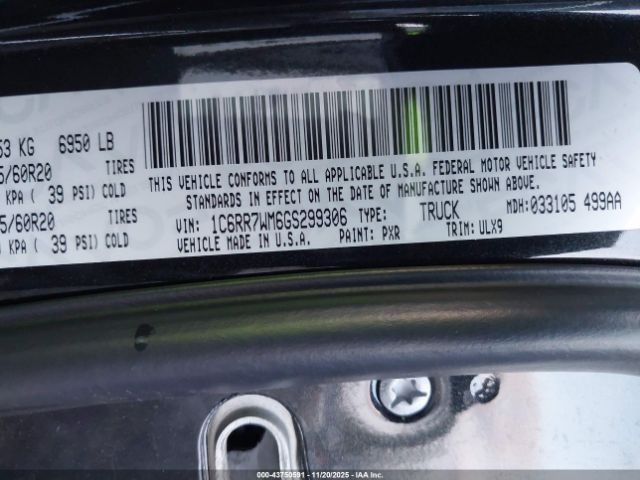 53 KG 6950 LB
5/60R20 TIRES
KPA ( 39 PSI) COLD
5/60R20 TIRES
KPA ( 39 PSI) COLD
THIS VEHICLE CONFORMS TO ALL APPLICABLE U.S.A. FEDERAL MOTOR VEHICLE SAFETY
STANDARDS IN EFFECT ON THE DATE OF MANUFACTURE SHOWN ABOVE.
VIN: 1C6RR7WM6GS299306 TYPE: TRUCK MDH: 033105 499AA
VEHICLE MADE IN U.S.A. PAINT: PXR TRIM: ULX9
000-43750591 - 11/20/2025 - IAA Inc.